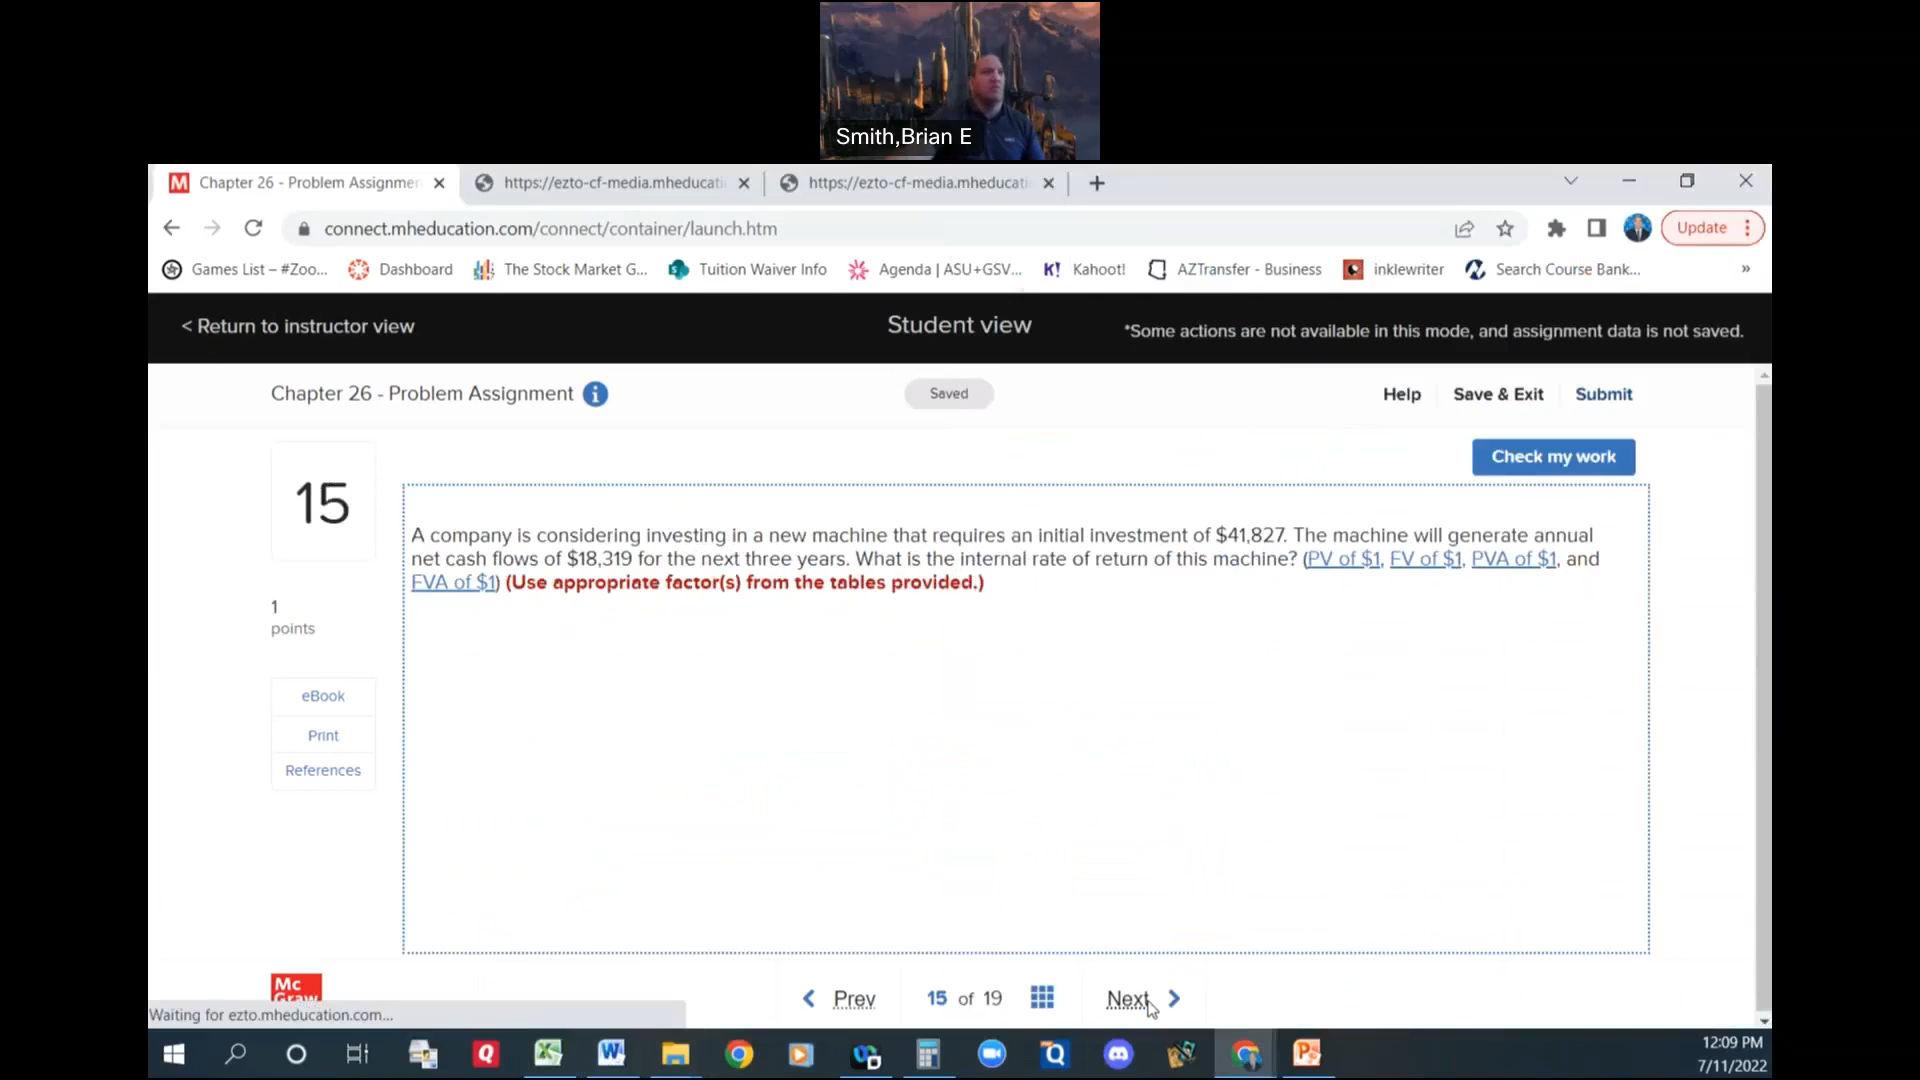 Smith,Brian E
Chapter 26 - Problem Assignmen
https://ezto-cf-media.mheducati
https://ezto-cf-media.mheducati
connect.mheducation.com/connect/container/launch.htm
Update
Games List – #Zoo...
Dashboard
The Stock Market G...
Tuition Waiver Info
Agenda | ASU+GSV...
K! Kahoot!
AZTransfer - Business
inklewriter
Search Course Bank...
»
< Return to instructor view
Student view
*Some actions are not available in this mode, and assignment data is not saved.
Chapter 26 - Problem Assignment
Saved
Help
Save & Exit
Submit
Check my work
15
A company is considering investing in a new machine that requires an initial investment of $41,827. The machine will generate annual
net cash flows of $18,319 for the next three years. What is the internal rate of return of this machine? (PV of $1, FV of $1, PVA of $1, and
FVA of $1) (Use appropriate factor(s) from the tables provided.)
1
points
eBook
Print
References
Mc
Graw
Prev
15 of 19
Next
Waiting for ezto.mheducation.com...
12:09 PM
7/11/2022